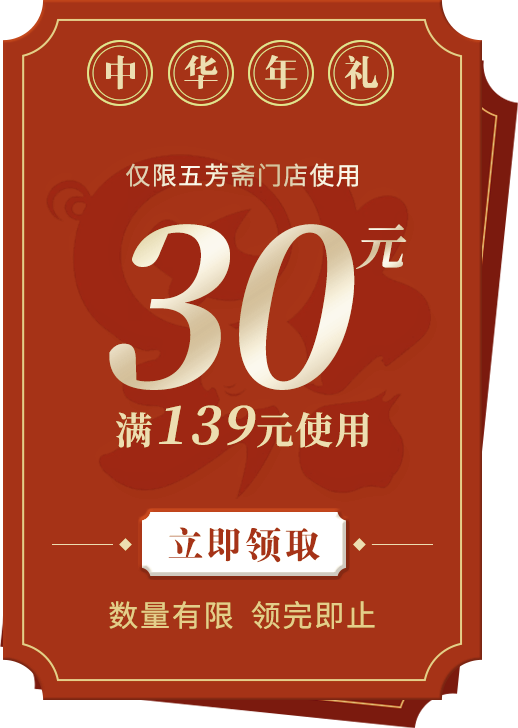 中华年礼
仅限五芳斋门店使用
30元
满139元使用
立即领取
数量有限 领完即止